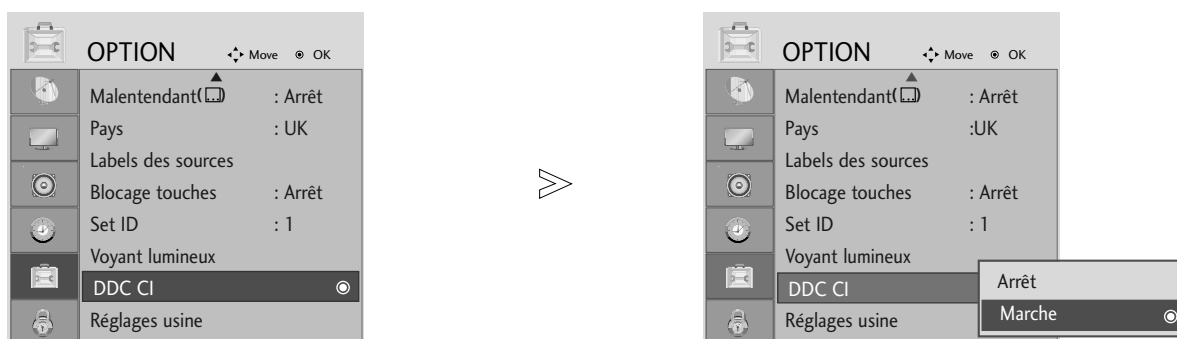 OPTION Move OK
Malentendant( ) : Arrêt
Pays : UK
Labels des sources
Blocage touches : Arrêt
Set ID : 1
Voyant lumineux
DDC CI
Réglages usine
OPTION Move OK
Malentendant( ) : Arrêt
Pays :UK
Labels des sources
Blocage touches : Arrêt
Set ID : 1
Voyant lumineux
DDC CI
Réglages usine
Arrêt
Marche